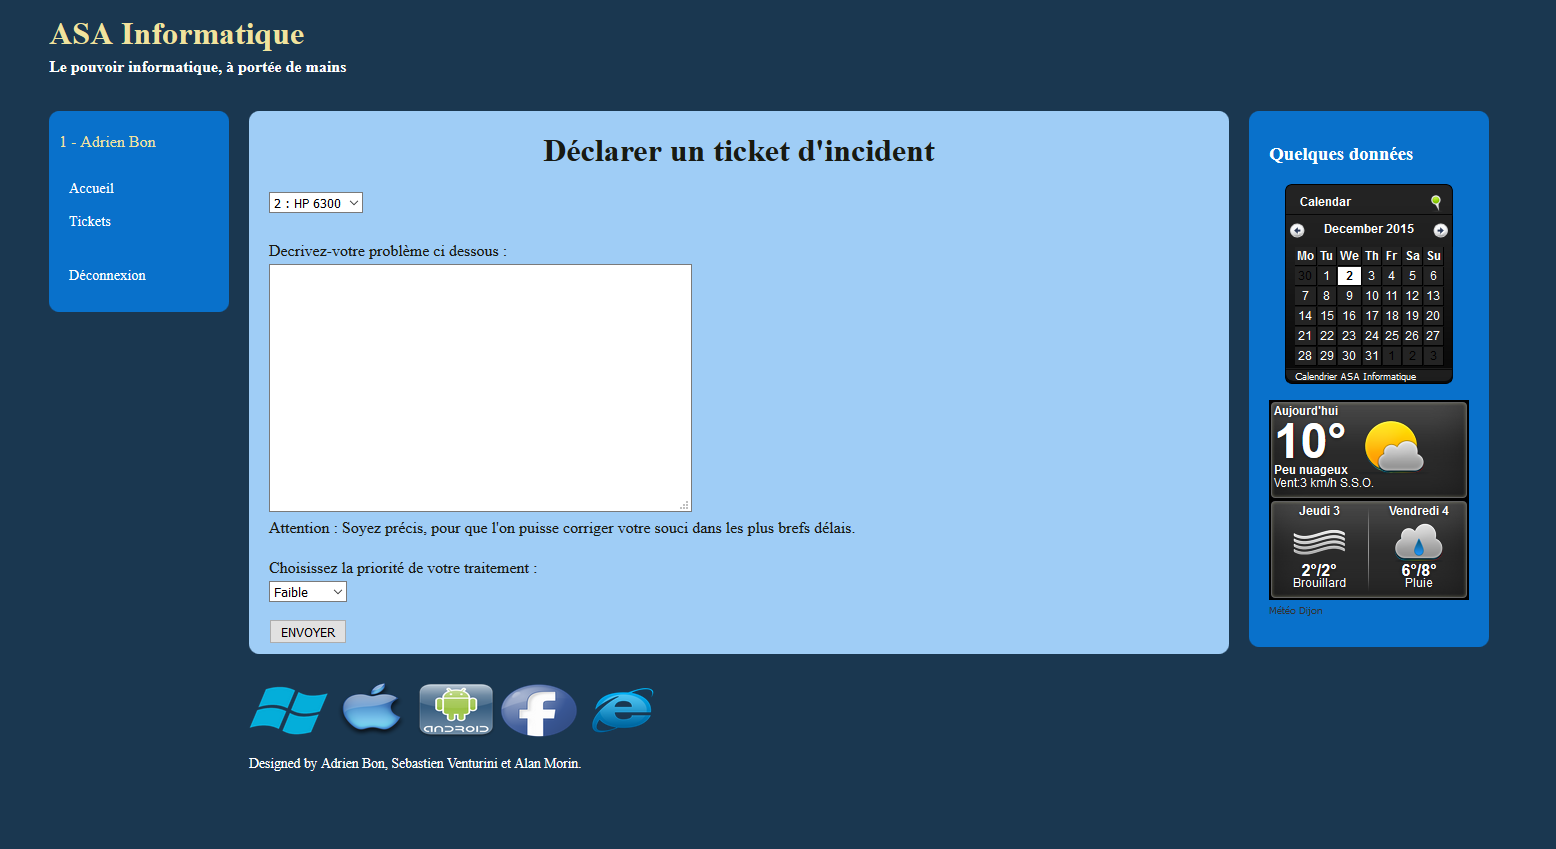 ASA Informatique
Le pouvoir informatique, à portée de mains
1 - Adrien Bon
Accueil
Tickets
Déconnexion
Déclarer un ticket d'incident
2 : HP 6300
Decrivez-votre problème ci dessous :
Attention : Soyez précis, pour que l'on puisse corriger votre souci dans les plus brefs délais.
Choisissez la priorité de votre traitement :
Faible
ENVOYER
Quelques données
Calendar
December 2015
Mo Tu We Th Fr Sa Su
30 1 2 3 4 5 6
7 8 9 10 11 12 13
14 15 16 17 18 19 20
21 22 23 24 25 26 27
28 29 30 31 1 2 3
Calendrier ASA Informatique
Aujourd'hui
10°
Peu nuageux
Vent:3 km/h S.S.O.
Jeudi 3 Vendredi 4
2°/2° 6°/8°
Brouillard Pluie
Météo Dijon
ANDROID
Designed by Adrien Bon, Sebastien Venturini et Alan Morin.